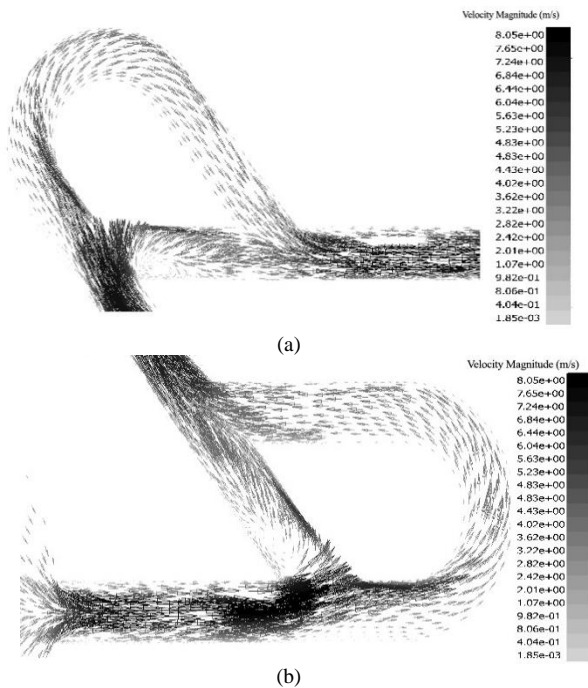 Velocity Magnitude (m/s)
8.05e+00
7.65e+00
7.24e+00
6.84e+00
6.44e+00
6.04e+00
5.63e+00
5.23e+00
4.83e+00
4.83e+00
4.43e+00
4.02e+00
3.62e+00
3.22e+00
2.82e+00
2.42e+00
2.01e+00
1.07e+00
9.82e-01
8.06e-01
4.04e-01
1.85e-03
(a)
Velocity Magnitude (m/s)
8.05e+00
7.65e+00
7.24e+00
6.84e+00
6.44e+00
6.04e+00
5.63e+00
5.23e+00
4.83e+00
4.83e+00
4.43e+00
4.02e+00
3.62e+00
3.22e+00
2.82e+00
2.42e+00
2.01e+00
1.07e+00
9.82e-01
8.06e-01
4.04e-01
1.85e-03
(b)